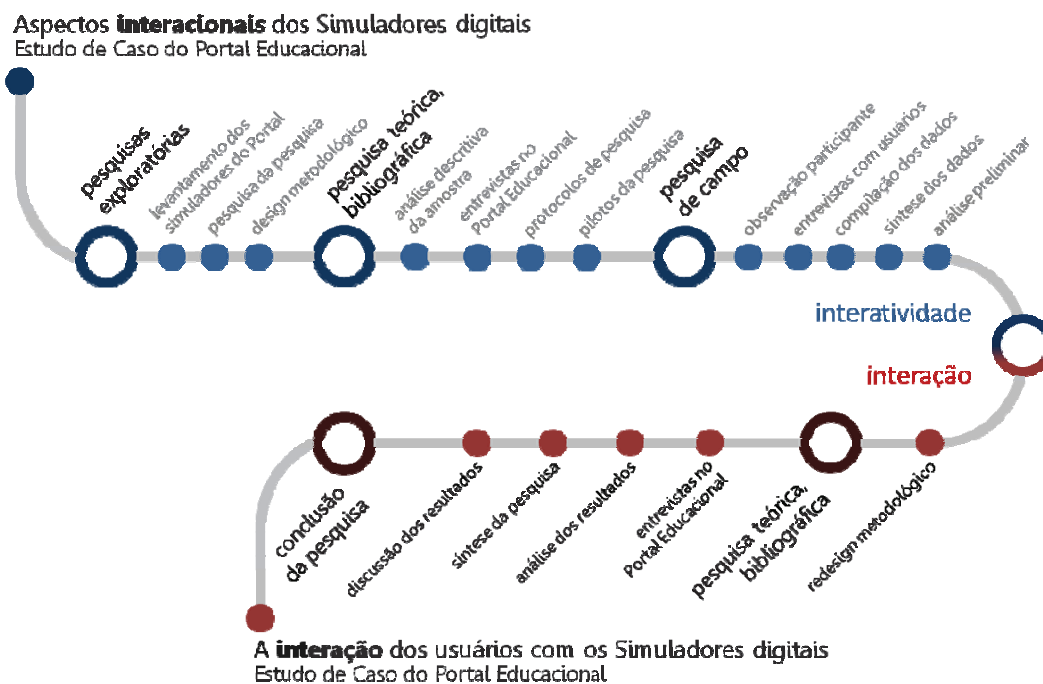 Aspectos interacionais dos Simuladores digitais
Estudo de Caso do Portal Educacional
pesquisas
exploratórias
levantamento dos
simuladores do Portal
pesquisa da pesquisa
design metodológico
pesquisa teórica,
bibliográfica
análise descritiva
da amostra
entrevistas no
Portal Educacional
protocolos de pesquisa
pilotos da pesquisa
pesquisa
de campo
observação participante
entrevistas com usuários
compilação dos dados
síntese dos dados
análise preliminar
interatividade
interação
redesign metodológico
pesquisa teórica,
bibliográfica
entrevistas no
Portal Educacional
análise dos resultados
síntese da pesquisa
discussão dos resultados
conclusão
da pesquisa
A interação dos usuários com os Simuladores digitais
Estudo de Caso do Portal Educacional